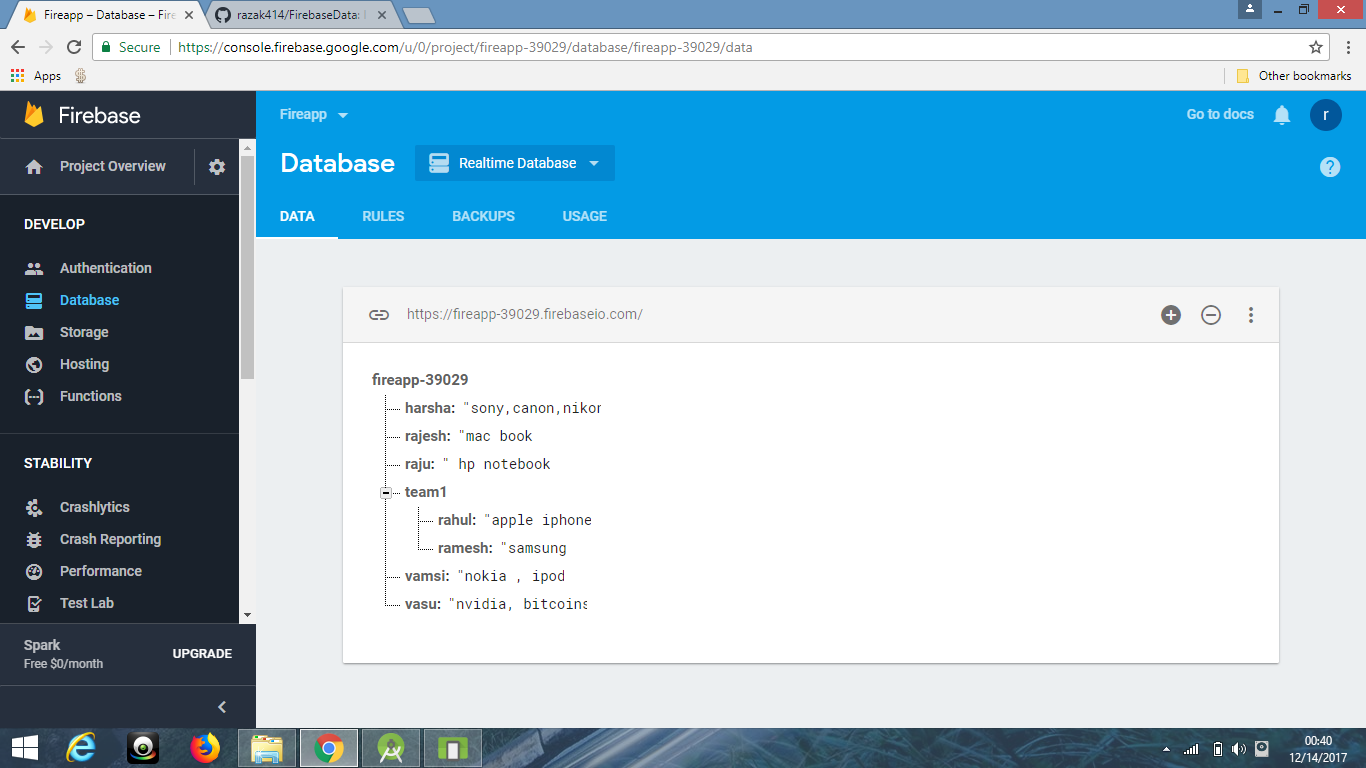 Fireapp – Database – Fire
razak414/FirebaseData:
Secure
https://console.firebase.google.com/u/0/project/fireapp-39029/database/fireapp-39029/data
Apps
Other bookmarks
Firebase
Fireapp
Go to docs
r
Project Overview
Database
Realtime Database
?
DATA
RULES
BACKUPS
USAGE
DEVELOP
Authentication
Database
Storage
Hosting
Functions
STABILITY
Crashlytics
Crash Reporting
Performance
Test Lab
Spark
Free $0/month
UPGRADE
https://fireapp-39029.firebaseio.com/
fireapp-39029
harsha: "sony,canon,nikon
rajesh: "mac book
raju: " hp notebook
team1
rahul: "apple iphone
ramesh: "samsung
vamsi: "nokia , ipod
vasu: "nvidia, bitcoins
00:40
12/14/2017